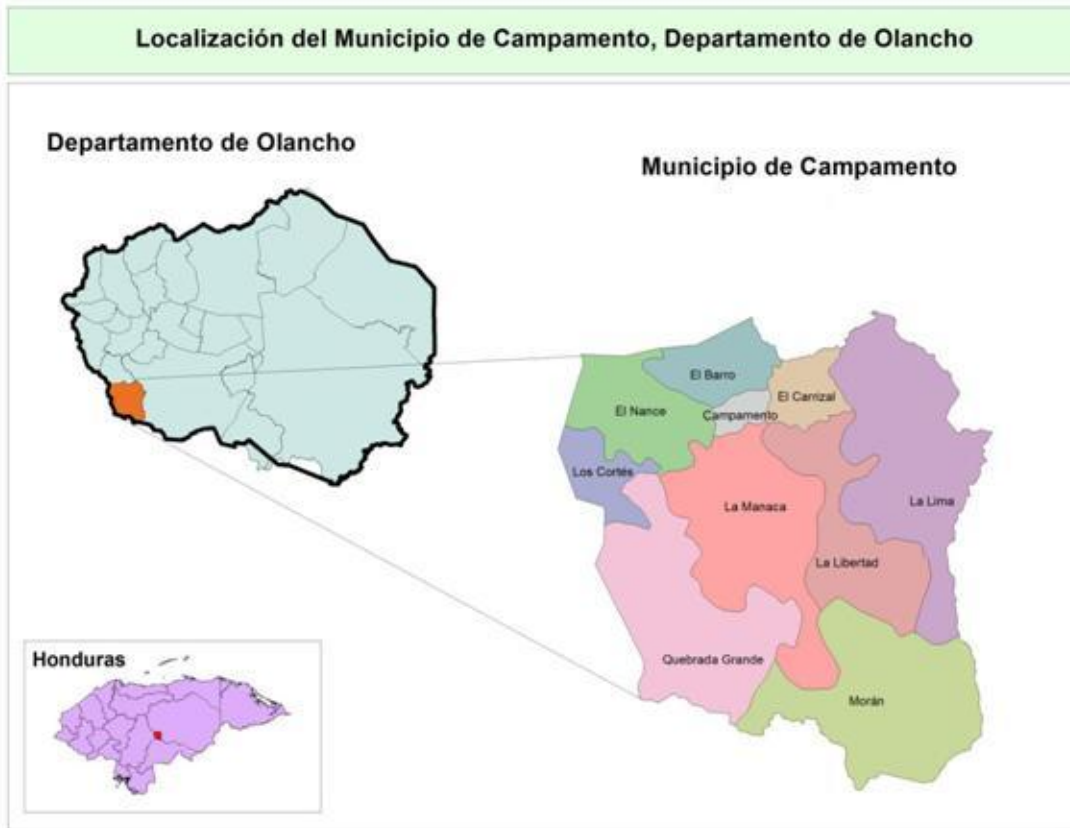 Localización del Municipio de Campamento, Departamento de Olancho
Departamento de Olancho
Municipio de Campamento
El Barro
El Carrizal
El Nance
Campamento
Los Cortés
La Manaca
La Lima
La Libertad
Quebrada Grande
Morán
Honduras